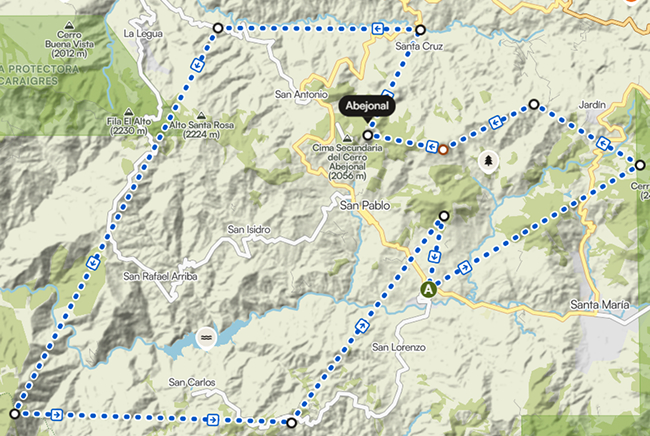 Cerro
Buena Vista
(2012 m)
La Legua
Santa Cruz
A PROTECTORA
CARAIGRES
San Antonio
Abejonal
Jardín
Fila El Alto
(2230 m)
Alto Santa Rosa
(2224 m)
Cima Secundaria
del Cerro
Abejonal
(2056 m)
Cerr
(24
San Pablo
San Isidro
San Rafael Arriba
A
Santa María
San Lorenzo
San Carlos